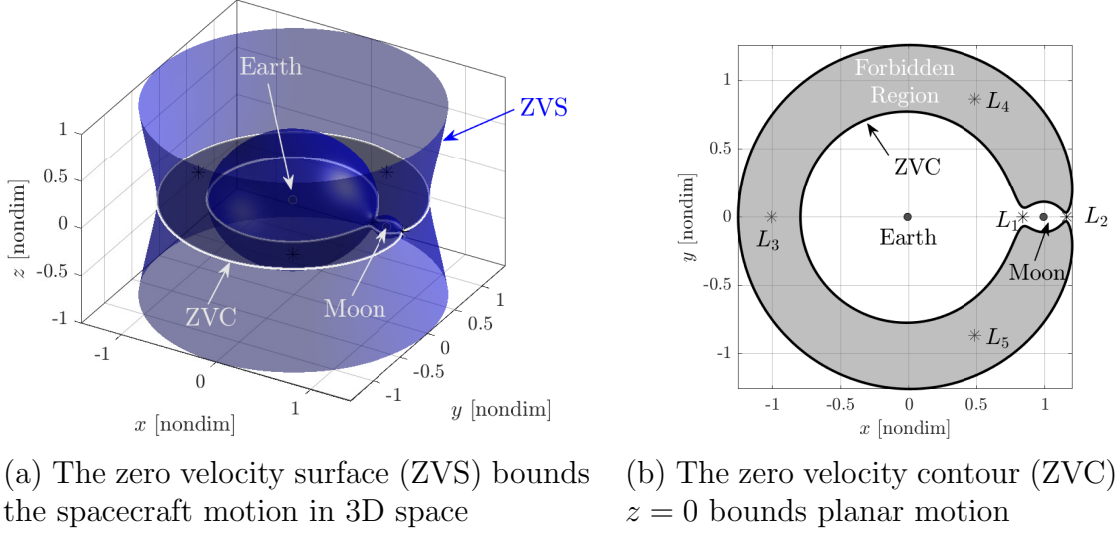 Earth
ZVS
ZVC
Moon
1
0.5
0
-0.5
-1
z [nondim]
-1
0
1
x [nondim]
1
0.5
0
-0.5
-1
y [nondim]
Forbidden
Region
L₄
ZVC
L₁
L₂
L₃
Earth
Moon
L₅
1
0.5
0
-0.5
-1
y [nondim]
-1
-0.5
0
0.5
1
x [nondim]
(a) The zero velocity surface (ZVS) bounds
the spacecraft motion in 3D space
(b) The zero velocity contour (ZVC)
z = 0 bounds planar motion